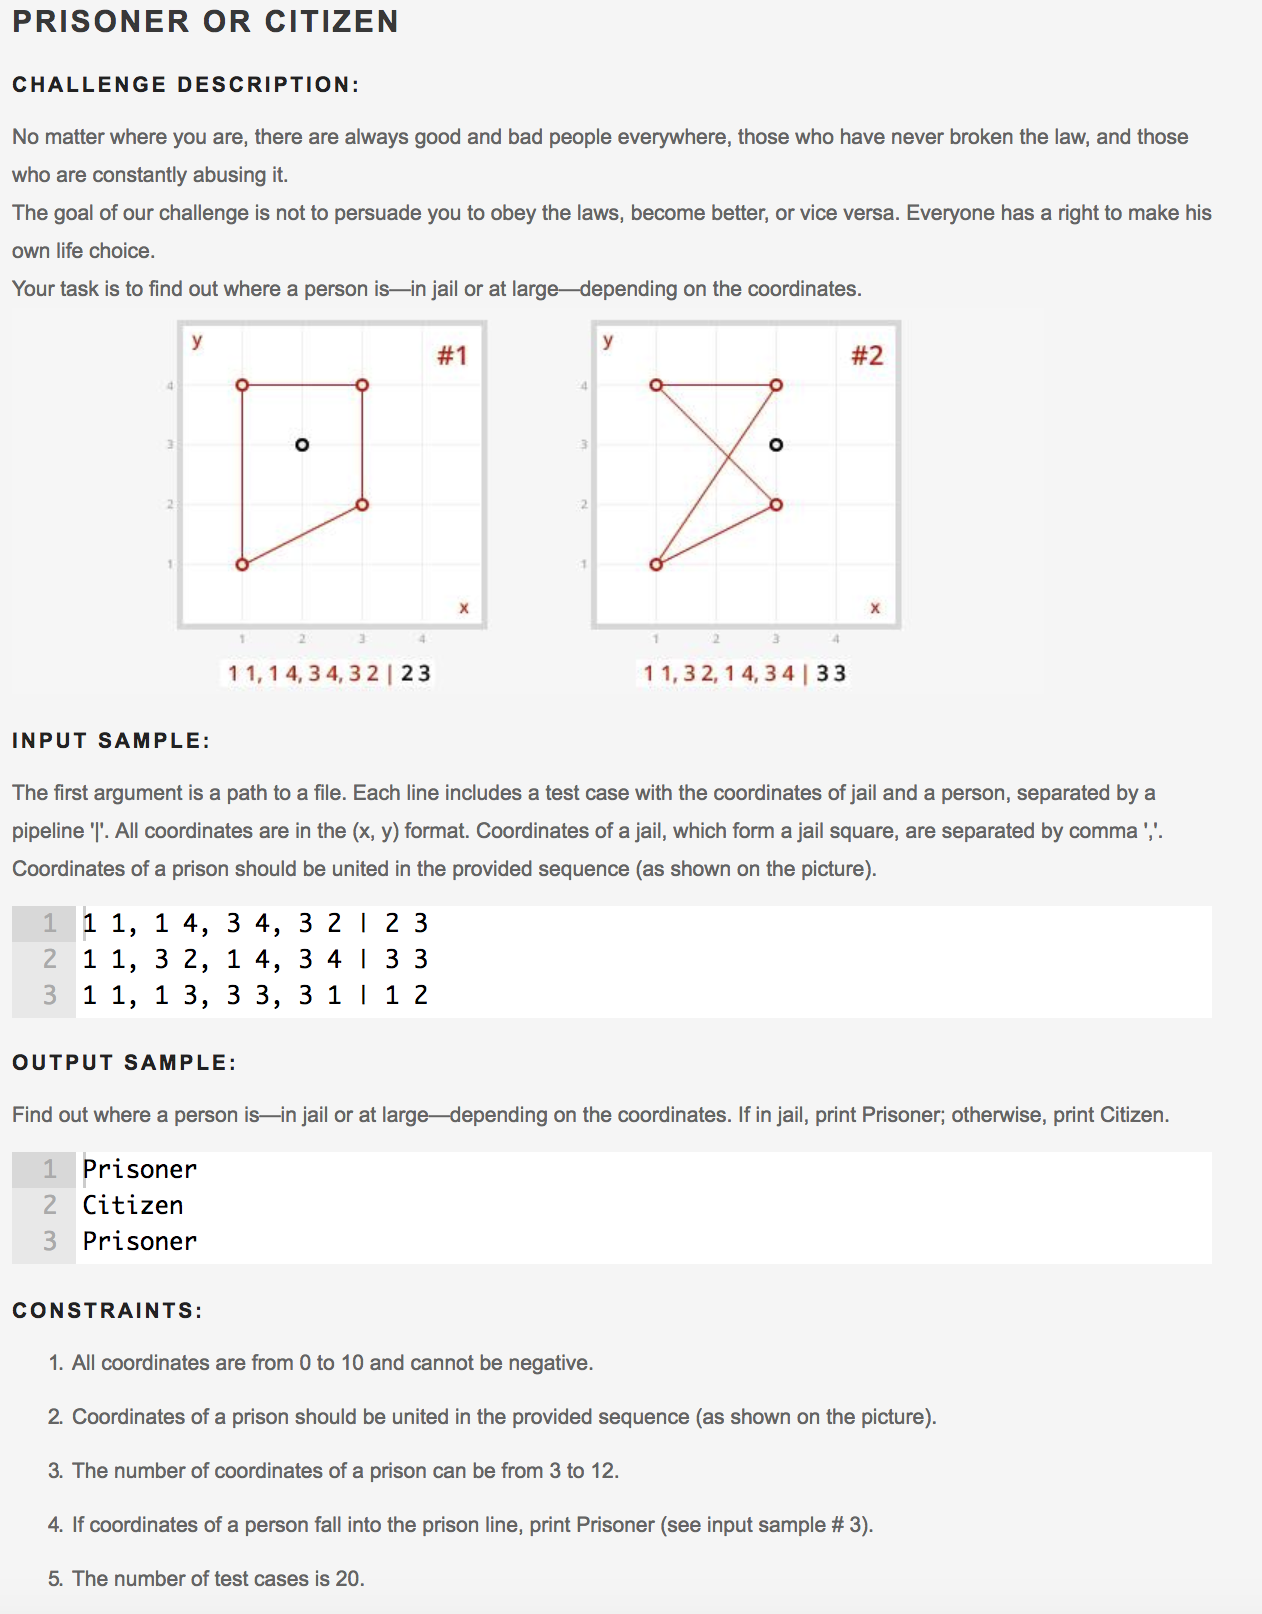 PRISONER OR CITIZEN
CHALLENGE DESCRIPTION:
No matter where you are, there are always good and bad people everywhere, those who have never broken the law, and those
who are constantly abusing it.
The goal of our challenge is not to persuade you to obey the laws, become better, or vice versa. Everyone has a right to make his
own life choice.
Your task is to find out where a person is—in jail or at large—depending on the coordinates.
y #1
4
3
2
1
x
1 2 3 4
1 1, 1 4, 3 4, 3 2 | 2 3
y #2
4
3
2
1
x
1 2 3 4
1 1, 3 2, 1 4, 3 4 | 3 3
INPUT SAMPLE:
The first argument is a path to a file. Each line includes a test case with the coordinates of jail and a person, separated by a
pipeline '|'. All coordinates are in the (x, y) format. Coordinates of a jail, which form a jail square, are separated by comma ','.
Coordinates of a prison should be united in the provided sequence (as shown on the picture).
1 1 1, 1 4, 3 4, 3 2 | 2 3
2 1 1, 3 2, 1 4, 3 4 | 3 3
3 1 1, 1 3, 3 3, 3 1 | 1 2
OUTPUT SAMPLE:
Find out where a person is—in jail or at large—depending on the coordinates. If in jail, print Prisoner; otherwise, print Citizen.
1 Prisoner
2 Citizen
3 Prisoner
CONSTRAINTS:
1. All coordinates are from 0 to 10 and cannot be negative.
2. Coordinates of a prison should be united in the provided sequence (as shown on the picture).
3. The number of coordinates of a prison can be from 3 to 12.
4. If coordinates of a person fall into the prison line, print Prisoner (see input sample # 3).
5. The number of test cases is 20.